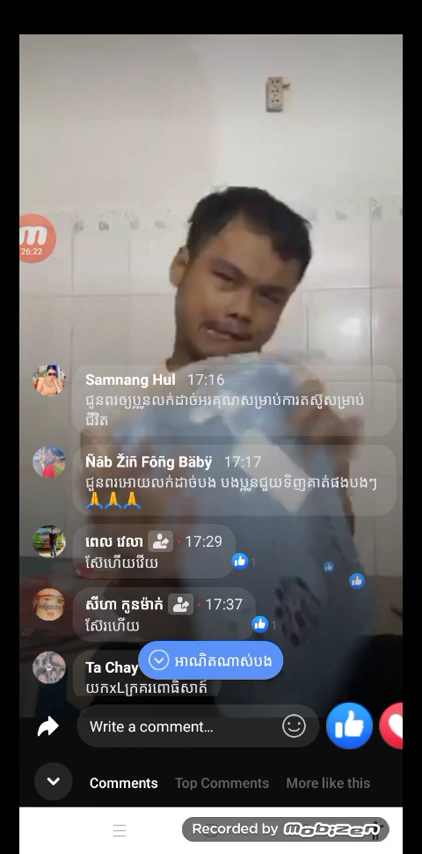 m
26:22
Samnang Hul 17:16
ជូនពរឲ្យប្អូនលក់ដាច់អរគុណសម្រាប់ការតស៊ូសម្រាប់
ជីវិត
Ñâb Žiñ Fôñg Bäbÿ 17:17
ជួនពរអោយលក់ដាច់បង បងប្អូនជួយទិញគាត់ផងបងៗ
🙏🙏🙏
ពេល វេលា 17:29
ស៊ែហើយវើយ
1
សីហា កូនម៉ាក់ 17:37
ស៊ែរហើយ
1
Ta Chay
អាណិតណាស់បង
យកxLក្រគរពោធិសាត៍
Write a comment...
Comments Top Comments More like this
Recorded by MOBIZEN